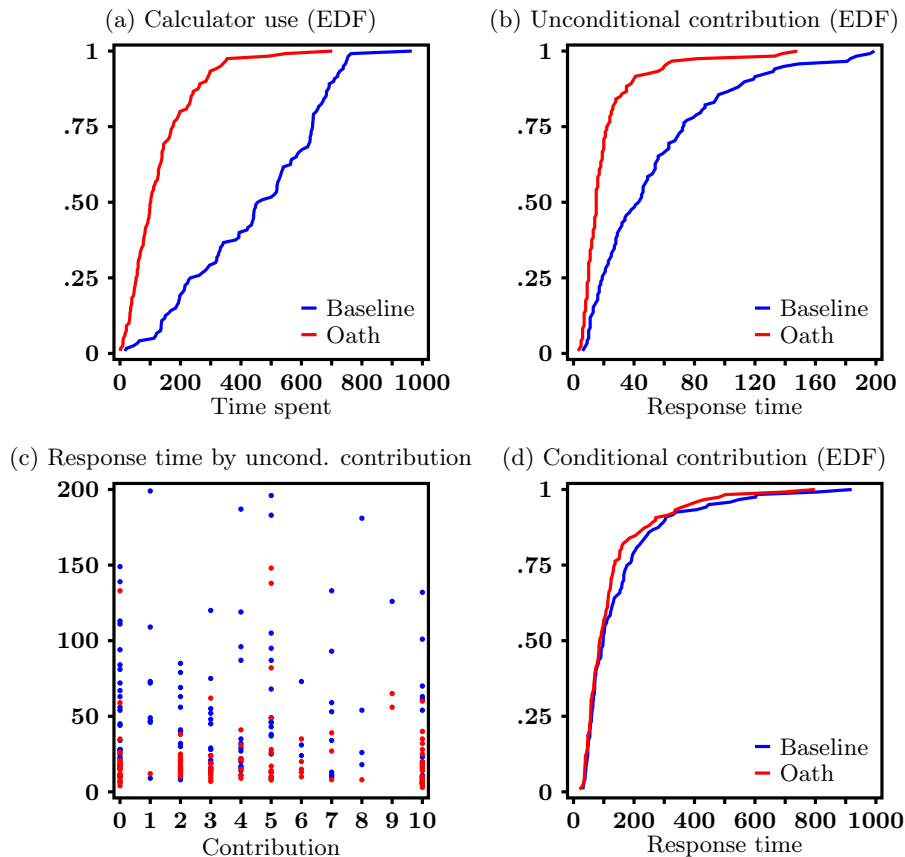 (a) Calculator use (EDF)
1
.75
.50
.25
0
Baseline
Oath
0 200 400 600 800 1000
Time spent
(b) Unconditional contribution (EDF)
1
.75
.50
.25
0
Baseline
Oath
0 40 80 120 160 200
Response time
(c) Response time by uncond. contribution
200
150
100
50
0
0 1 2 3 4 5 6 7 8 9 10
Contribution
(d) Conditional contribution (EDF)
1
.75
.50
.25
0
Baseline
Oath
0 200 400 600 800 1000
Response time